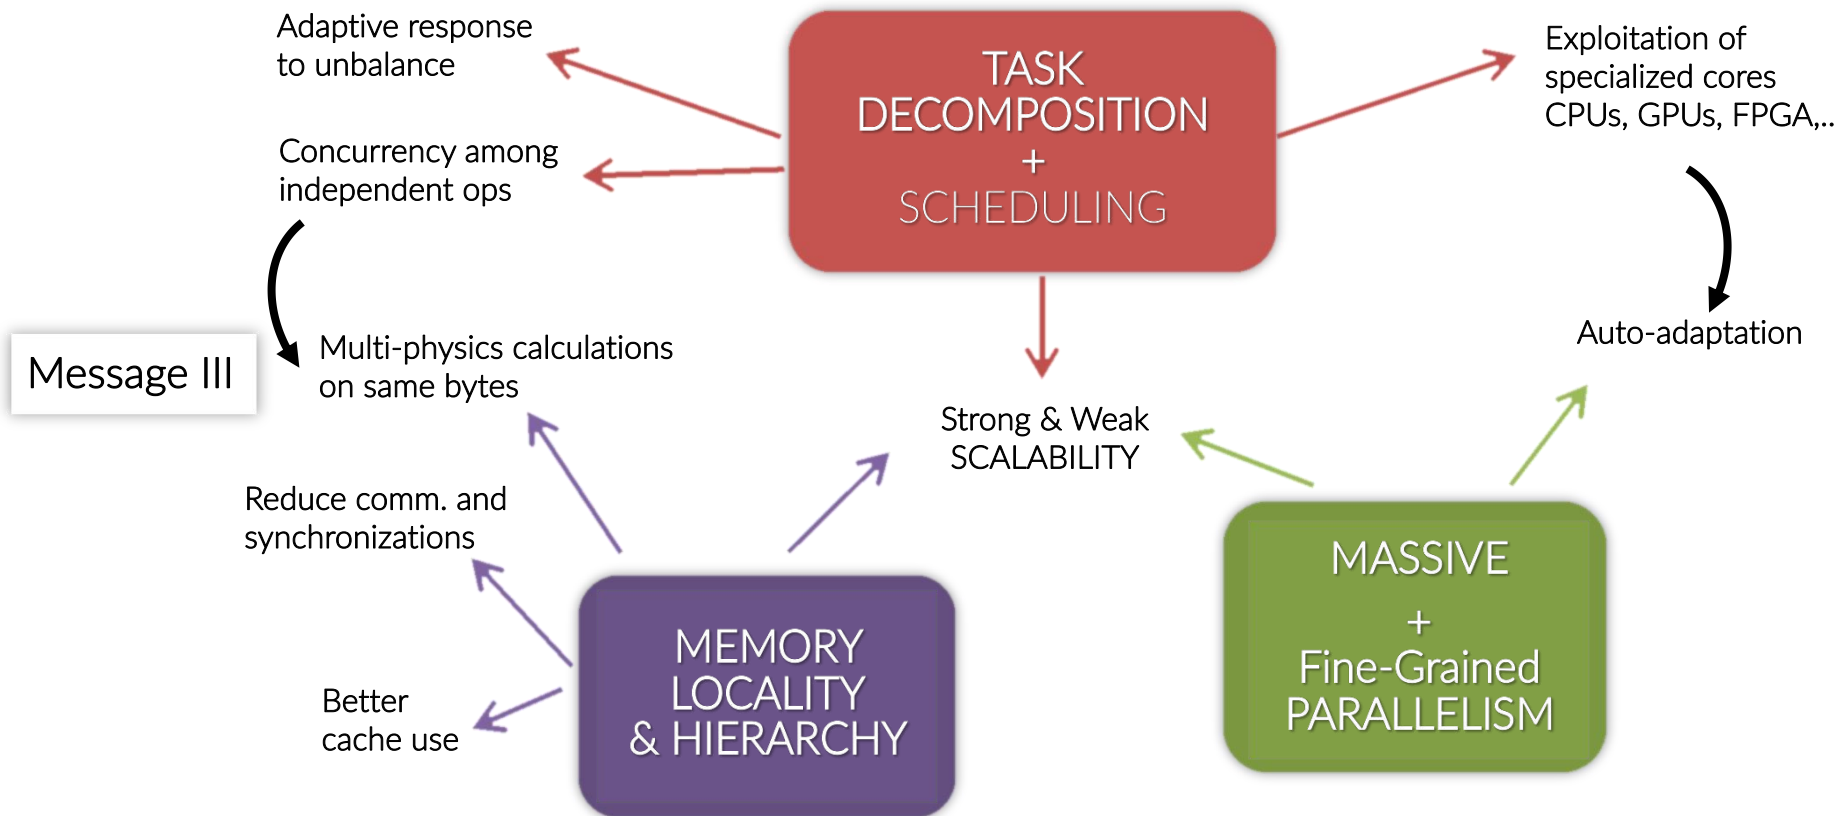 Adaptive response
to unbalance
Concurrency among
independent ops
TASK
DECOMPOSITION
+
SCHEDULING
Exploitation of
specialized cores
CPUs, GPUs, FPGA,..
Message III
Multi-physics calculations
on same bytes
Auto-adaptation
Strong & Weak
SCALABILITY
Reduce comm. and
synchronizations
Better
cache use
MEMORY
LOCALITY
& HIERARCHY
MASSIVE
+
Fine-Grained
PARALLELISM